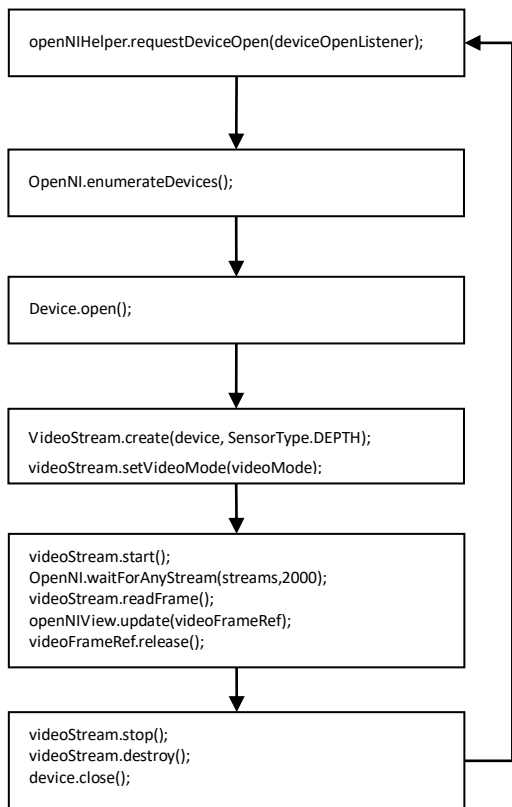 openNIHelper.requestDeviceOpen(deviceOpenListener);
OpenNI.enumerateDevices();
Device.open();
VideoStream.create(device, SensorType.DEPTH);
videoStream.setVideoMode(videoMode);
videoStream.start();
OpenNI.waitForAnyStream(streams,2000);
videoStream.readFrame();
openNIView.update(videoFrameRef);
videoFrameRef.release();
videoStream.stop();
videoStream.destroy();
device.close();